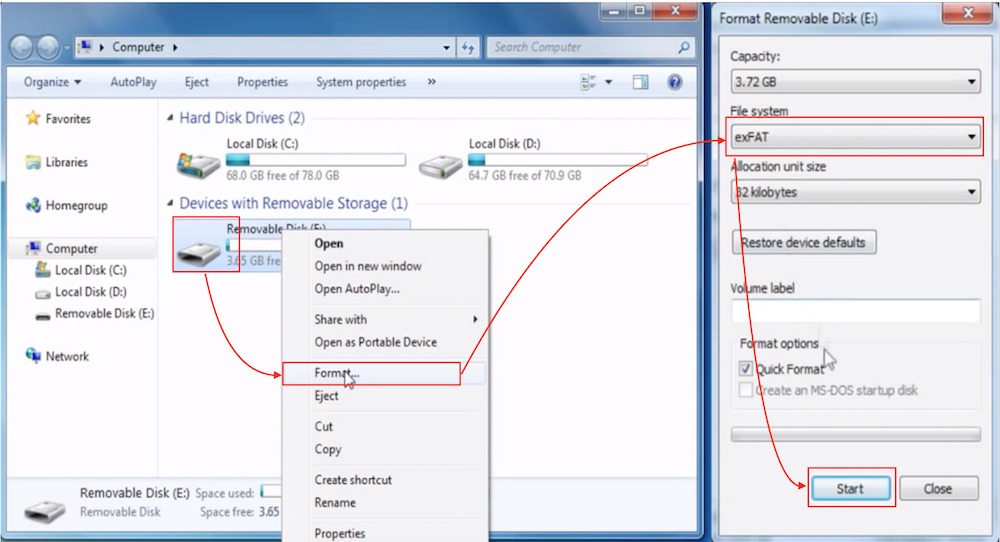 Computer
Search Computer
Organize
AutoPlay
Eject
Properties
System properties
»
Favorites
Libraries
Homegroup
Computer
Local Disk (C:)
Local Disk (D:)
Removable Disk (E:)
Network
Hard Disk Drives (2)
Local Disk (C:)
68.0 GB free of 78.0 GB
Local Disk (D:)
64.7 GB free of 70.9 GB
Devices with Removable Storage (1)
Removable Disk (E:)
3.65 GB fre
Open
Open in new window
Open AutoPlay...
Share with
Open as Portable Device
Format...
Eject
Cut
Copy
Create shortcut
Rename
Properties
Removable Disk (E:) Space used:
Removable Disk Space free: 3.65
Format Removable Disk (E:)
Capacity:
3.72 GB
File system
exFAT
Allocation unit size
32 kilobytes
Restore device defaults
Volume label
Format options
Quick Format
Create an MS-DOS startup disk
Start
Close